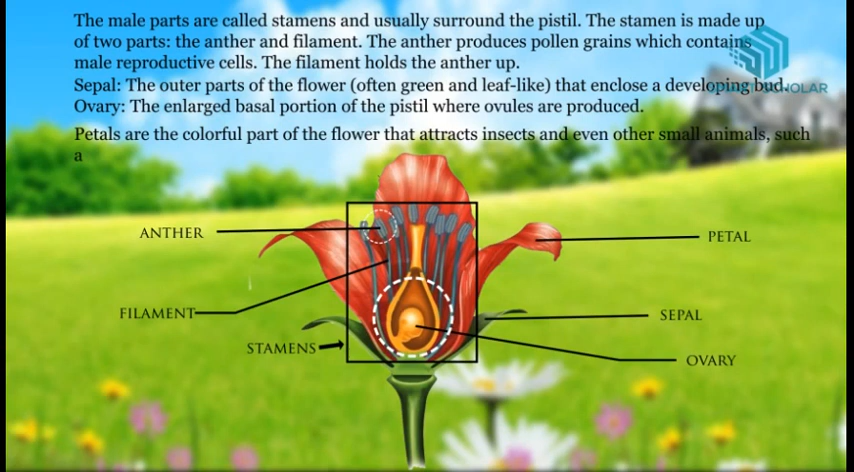 The male parts are called stamens and usually surround the pistil. The stamen is made up
of two parts: the anther and filament. The anther produces pollen grains which contains
male reproductive cells. The filament holds the anther up.
Sepal: The outer parts of the flower (often green and leaf-like) that enclose a developing bud.
OLAR
Ovary: The enlarged basal portion of the pistil where ovules are produced.
Petals are the colorful part of the flower that attracts insects and even other small animals, such
a
ANTHER
PETAL
FILAMENT
SEPAL
STAMENS
OVARY